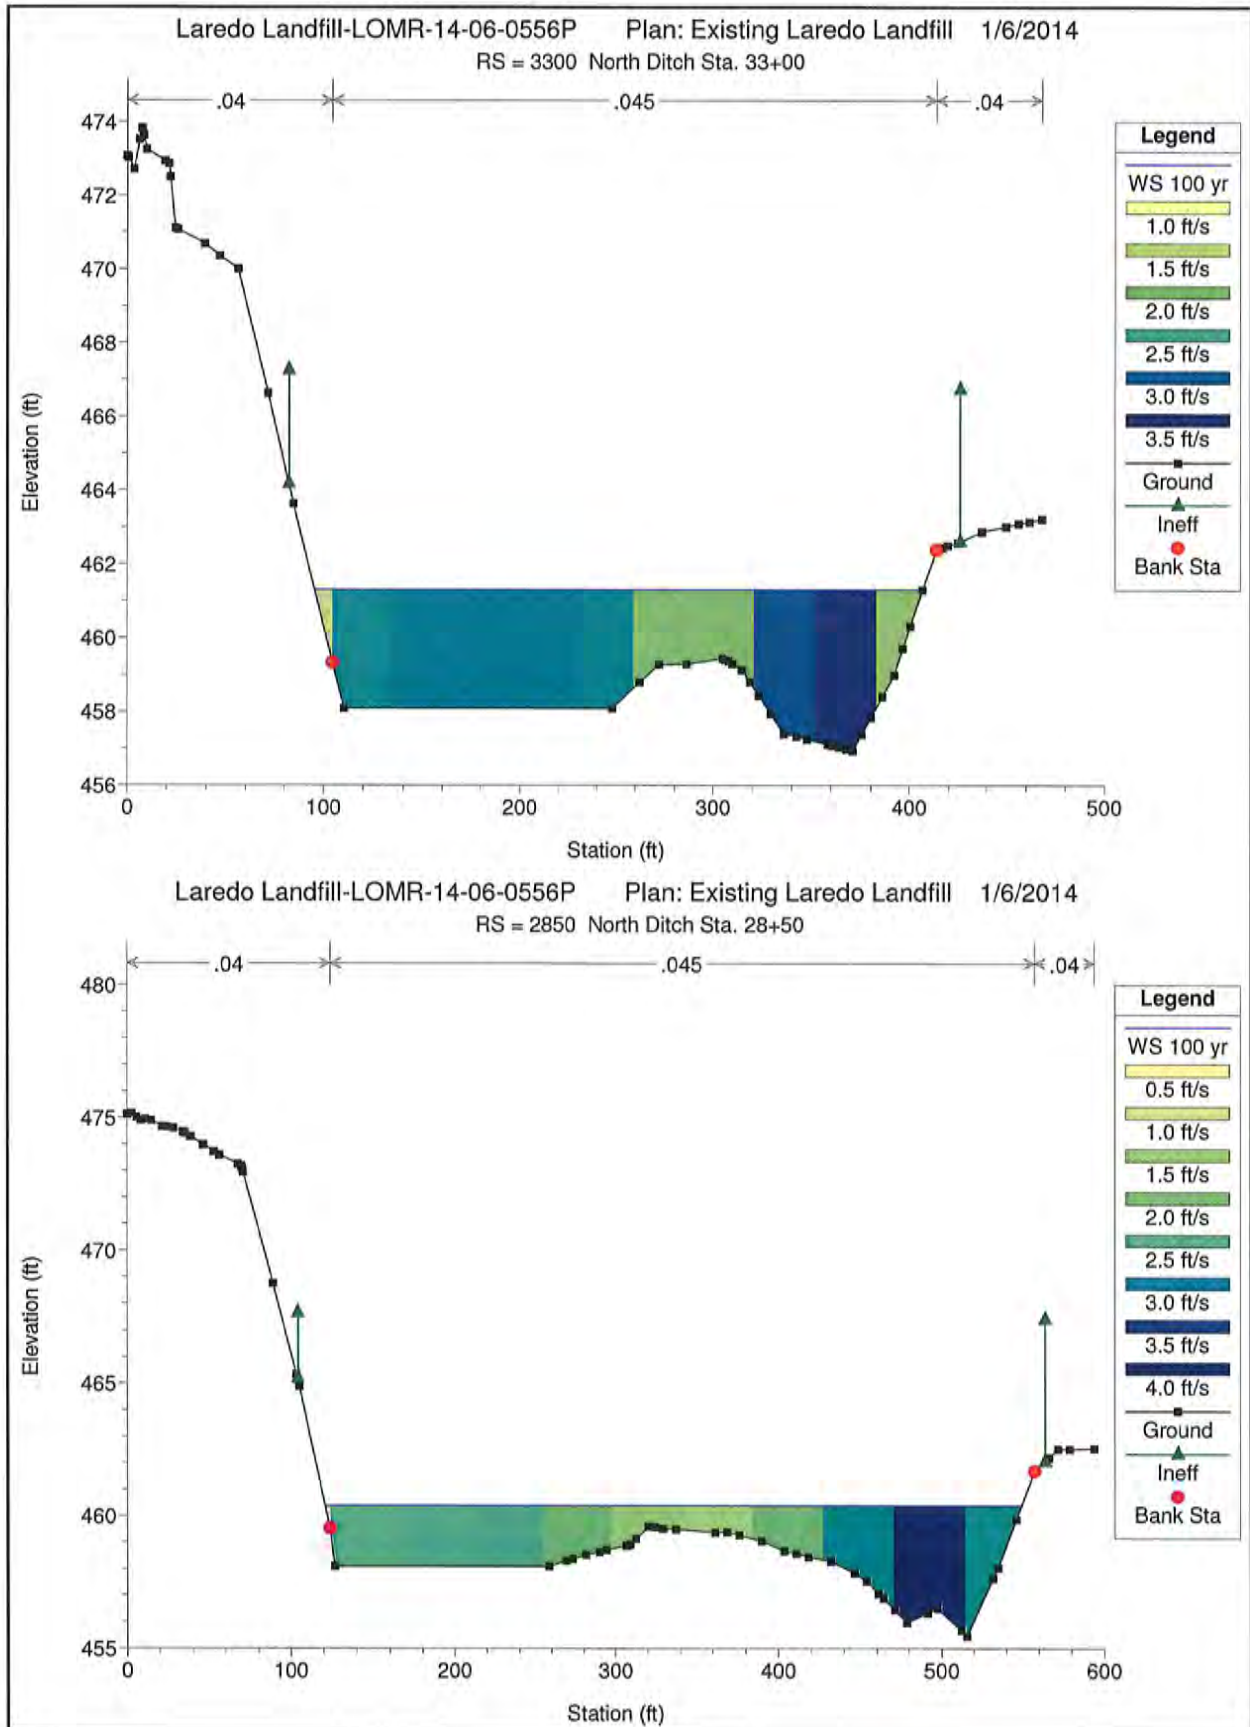 Laredo Landfill-LOMR-14-06-0556P Plan: Existing Laredo Landfill 1/6/2014
RS = 3300 North Ditch Sta. 33+00
.04 .045 .04
474
472
470
468
466
464
462
460
458
456
Elevation (ft)
0 100 200 300 400 500
Station (ft)
Legend
WS 100 yr
1.0 ft/s
1.5 ft/s
2.0 ft/s
2.5 ft/s
3.0 ft/s
3.5 ft/s
Ground
Ineff
Bank Sta
Laredo Landfill-LOMR-14-06-0556P Plan: Existing Laredo Landfill 1/6/2014
RS = 2850 North Ditch Sta. 28+50
.04 .045 .04
480
475
470
465
460
455
Elevation (ft)
0 100 200 300 400 500 600
Station (ft)
Legend
WS 100 yr
0.5 ft/s
1.0 ft/s
1.5 ft/s
2.0 ft/s
2.5 ft/s
3.0 ft/s
3.5 ft/s
4.0 ft/s
Ground
Ineff
Bank Sta